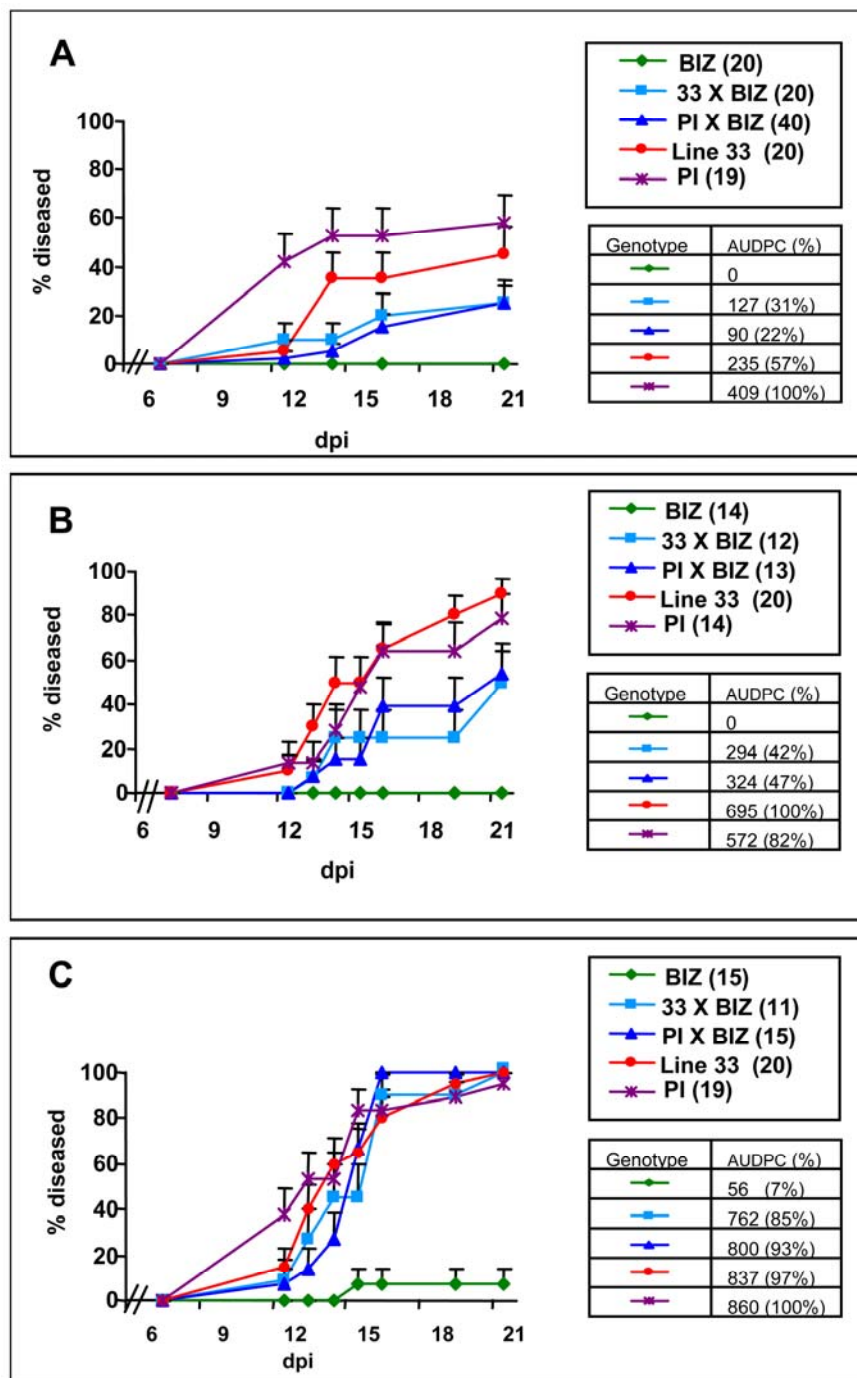 A
BIZ (20)
33 X BIZ (20)
PI X BIZ (40)
Line 33 (20)
PI (19)
100
80
60
40
20
0
% diseased
6 9 12 15 18 21
dpi
Genotype AUDPC (%)
0
127 (31%)
90 (22%)
235 (57%)
409 (100%)
B
BIZ (14)
33 X BIZ (12)
PI X BIZ (13)
Line 33 (20)
PI (14)
100
80
60
40
20
0
% diseased
6 9 12 15 18 21
dpi
Genotype AUDPC (%)
0
294 (42%)
324 (47%)
695 (100%)
572 (82%)
C
BIZ (15)
33 X BIZ (11)
PI X BIZ (15)
Line 33 (20)
PI (19)
100
80
60
40
20
0
% diseased
6 9 12 15 18 21
dpi
Genotype AUDPC (%)
56 (7%)
762 (85%)
800 (93%)
837 (97%)
860 (100%)